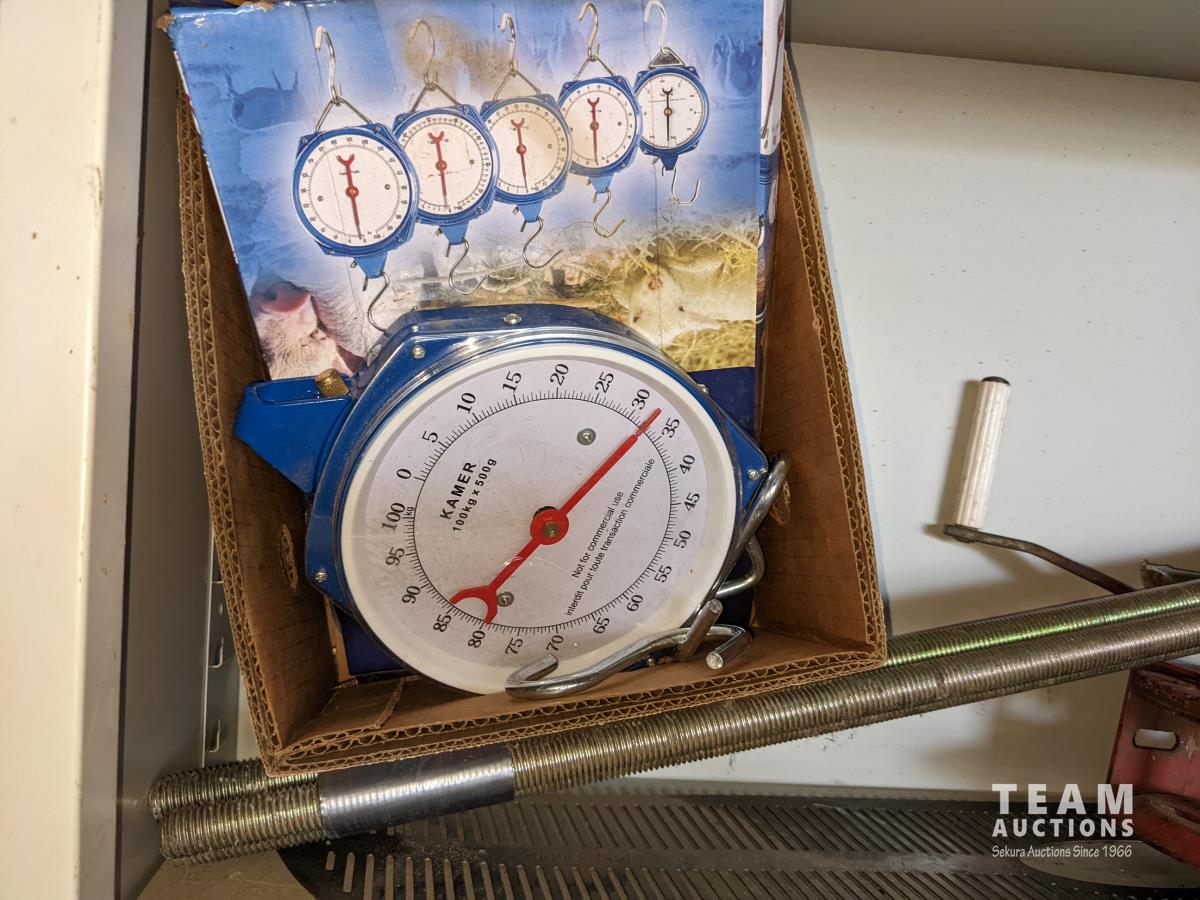 0
5
10
15
20
25
30
35
40
45
50
55
60
65
70
75
80
85
90
95
100
kg
KAMER
100kg x 500g
Not for commercial use
interdit pour toute transaction commerciale
TEAM
AUCTIONS
Sekura Auctions Since 1966